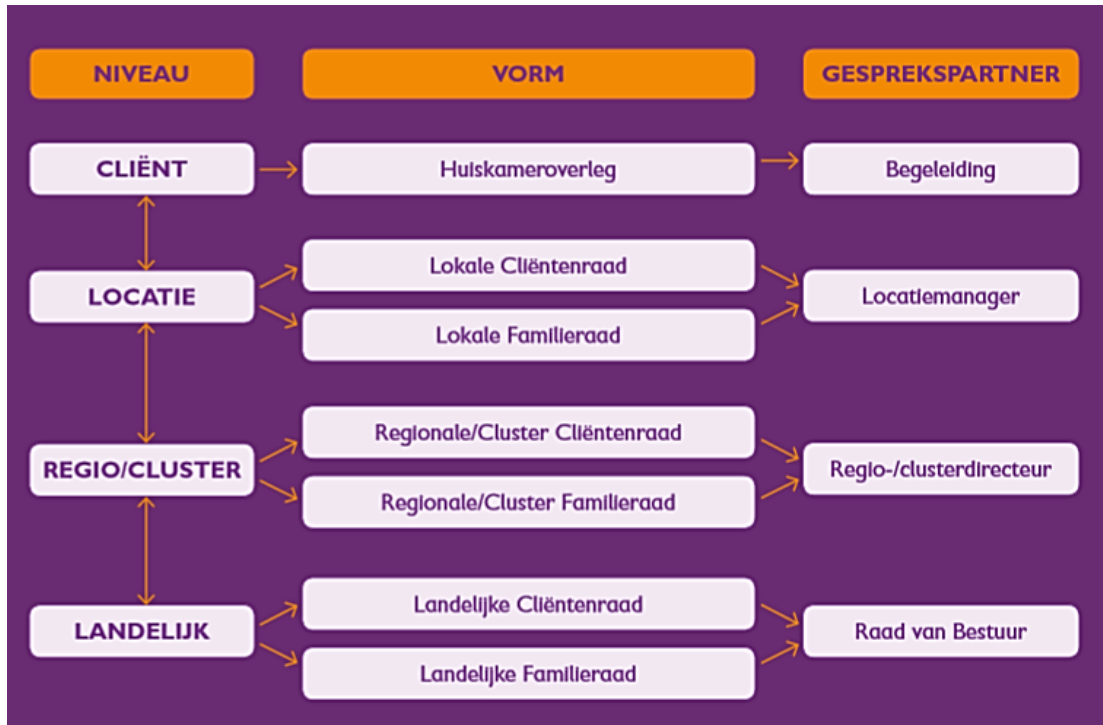 NIVEAU
VORM
GESPREKSPARTNER
CLIËNT
Huiskameroverleg
Begeleiding
LOCATIE
Lokale Cliëntenraad
Lokale Familieraad
Locatiemanager
REGIO/CLUSTER
Regionale/Cluster Cliëntenraad
Regionale/Cluster Familieraad
Regio-/clusterdirecteur
LANDELIJK
Landelijke Cliëntenraad
Landelijke Familieraad
Raad van Bestuur